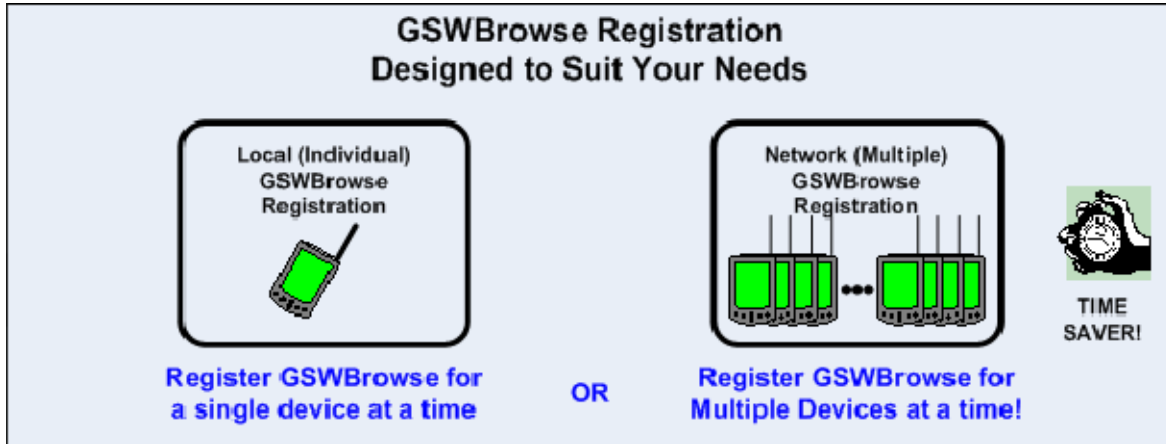 GSWBrowse Registration
Designed to Suit Your Needs
Local (Individual)
GSWBrowse
Registration
Network (Multiple)
GSWBrowse
Registration
TIME
SAVER!
Register GSWBrowse for
a single device at a time
OR
Register GSWBrowse for
Multiple Devices at a time!